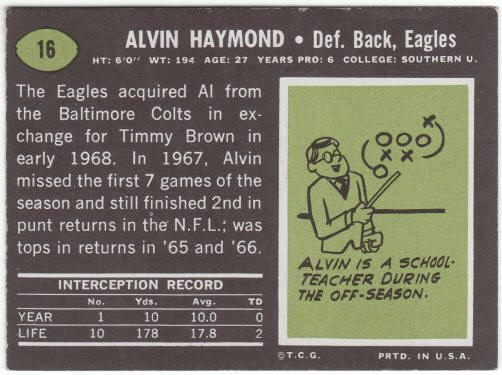 16
ALVIN HAYMOND • Def. Back, Eagles
HT: 6'0" WT: 194 AGE: 27 YEARS PRO: 6 COLLEGE: SOUTHERN U.
The Eagles acquired Al from
the Baltimore Colts in ex-
change for Timmy Brown in
early 1968. In 1967, Alvin
missed the first 7 games of the
season and still finished 2nd in
punt returns in the N.F.L.; was
tops in returns in '65 and '66.
INTERCEPTION RECORD
No. Yds. Avg. TD
YEAR 1 10 10.0 0
LIFE 10 178 17.8 2
ALVIN IS A SCHOOL-
TEACHER DURING
THE OFF-SEASON.
©T.C.G. PRTD. IN U.S.A.